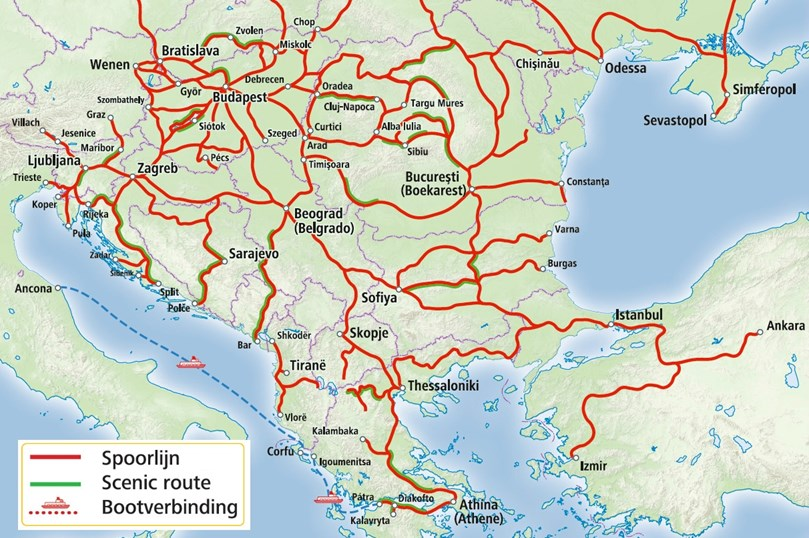 Chop
Zvolen
Miskolc
Bratislava
Wenen
Chişinău
Odessa
Debrecen
Oradea
Győr
Budapest
Szombathely
Cluj-Napoca
Targu Mures
Simferopol
Sevastopol
Graz
Villach
Siótok
Curtici
Alba Iulia
Szeged
Jesenice
Maribor
Arad
Sibiu
Pécs
Ljubljana
Timişoara
Zagreb
Trieste
Bucureşti
(Boekarest)
Constanţa
Koper
Rijeka
Beograd
(Belgrado)
Pula
Varna
Zadar
Sarajevo
Burgas
Šibenik
Ancona
Split
Sofiya
Polče
Istanbul
Ankara
Skopje
Shkodër
Bar
Tiranë
Thessaloniki
Vlorë
Kalambaka
Corfu
Igoumenitsa
Izmir
Pátra
Diakofto
Athina
(Athene)
Kalavryta
Spoorlijn
Scenic route
Bootverbinding